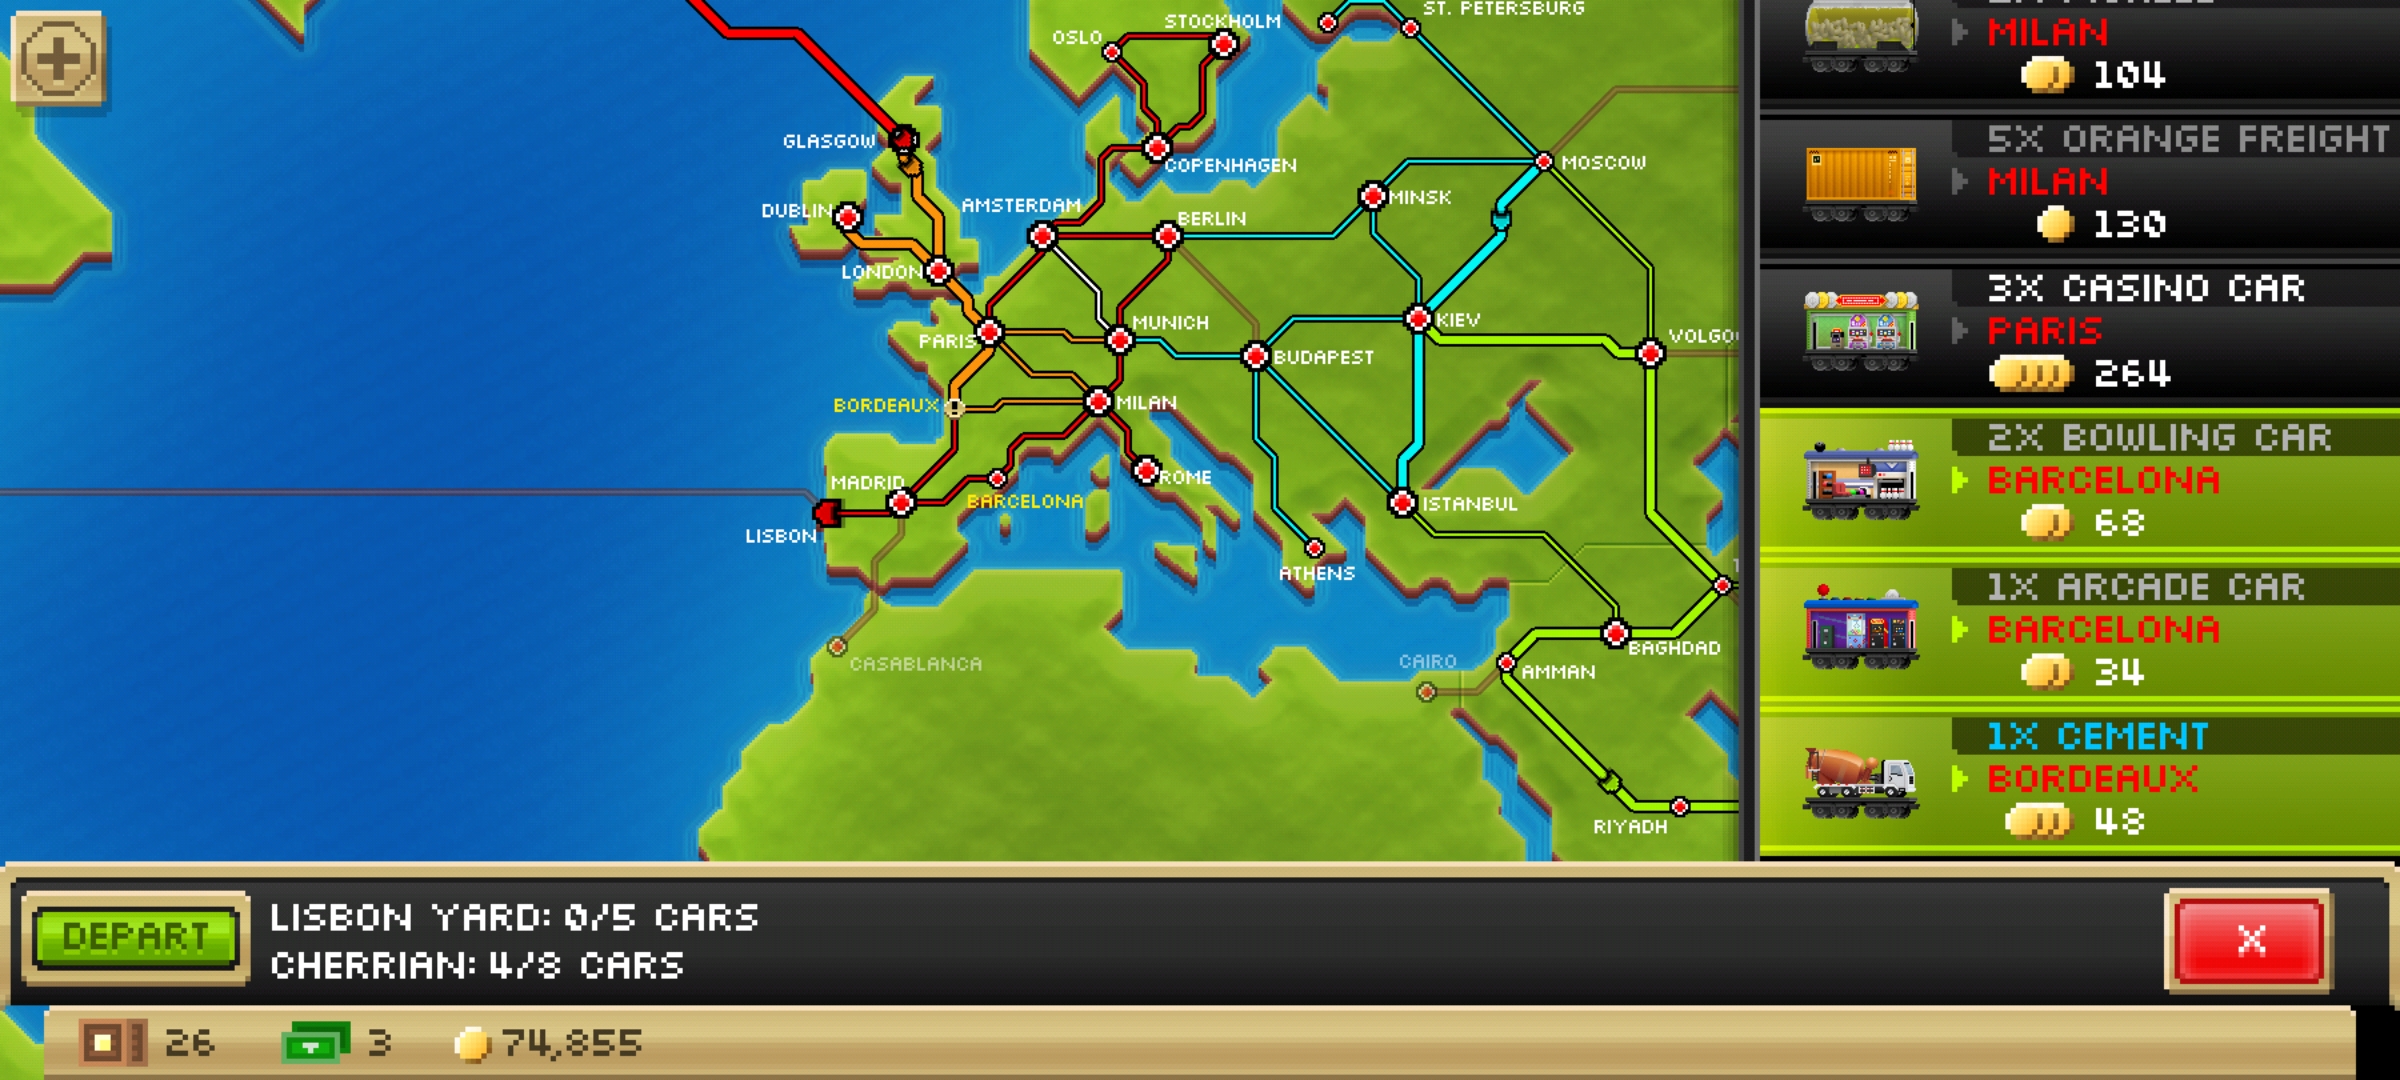 ST. PETERSBURG
STOCKHOLM
OSLO
COPENHAGEN
GLASGOW
MOSCOW
MINSK
DUBLIN
AMSTERDAM
BERLIN
LONDON
MUNICH
KIEV
PARIS
BUDAPEST
VOLGO
BORDEAUX
MILAN
MADRID
ROME
BARCELONA
ISTANBUL
LISBON
ATHENS
CASABLANCA
CAIRO
BAGHDAD
AMMAN
RIYADH
MILAN
104
5X ORANGE FREIGHT
MILAN
130
3X CASINO CAR
PARIS
264
2X BOWLING CAR
BARCELONA
68
1X ARCADE CAR
BARCELONA
34
1X CEMENT
BORDEAUX
48
DEPART
LISBON YARD: 0/5 CARS
CHERRIAN: 4/8 CARS
X
26
3
74,855